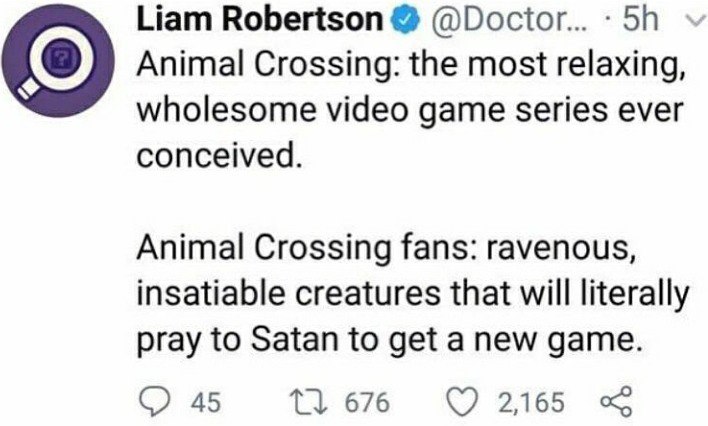 Liam Robertson @Doctor... · 5h
Animal Crossing: the most relaxing,
wholesome video game series ever
conceived.
Animal Crossing fans: ravenous,
insatiable creatures that will literally
pray to Satan to get a new game.
45 676 2,165